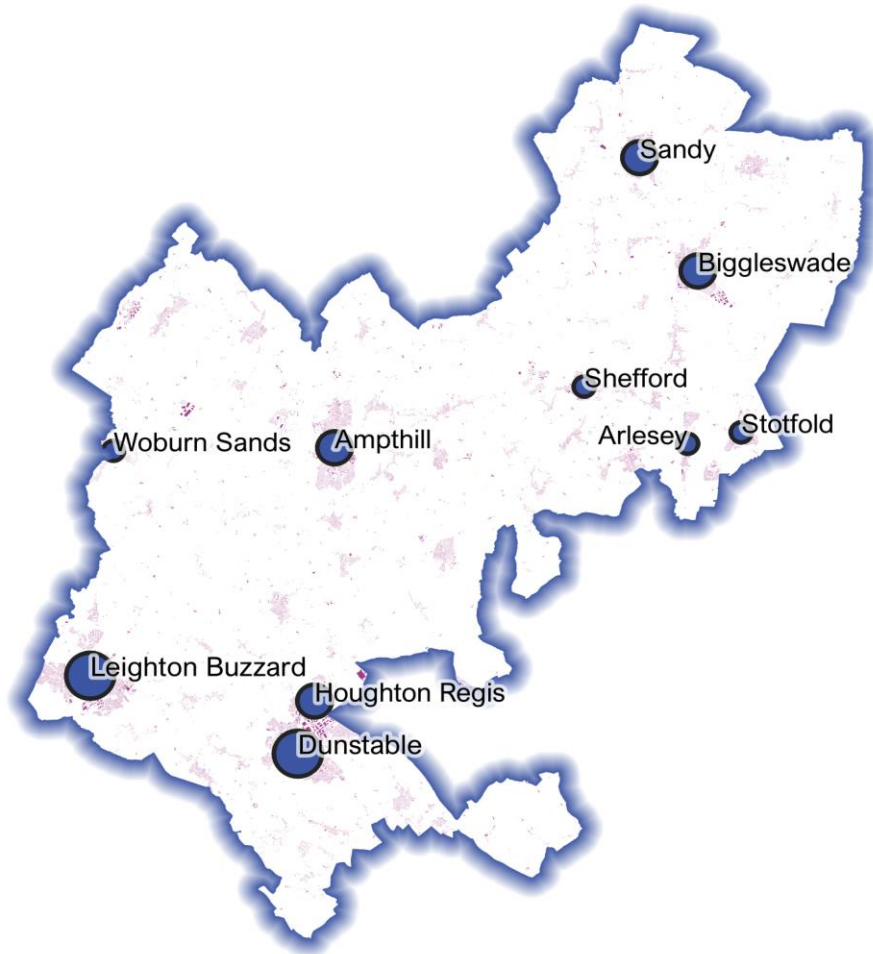 Sandy
Biggleswade
Shefford
Stotfold
Arlesey
Woburn Sands
Ampthill
Leighton Buzzard
Houghton Regis
Dunstable